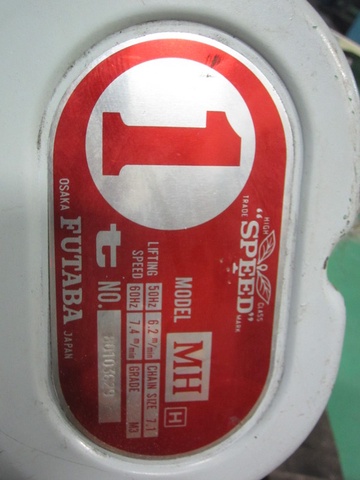 1
HIGH CLASS
"SPEED"
TRADE MARK
MODEL MH H
LIFTING SPEED
50Hz 6.2 m/min CHAIN SIZE 7.1
60Hz 7.4 m/min GRADE M3
t NO.
OSAKA FUTABA JAPAN